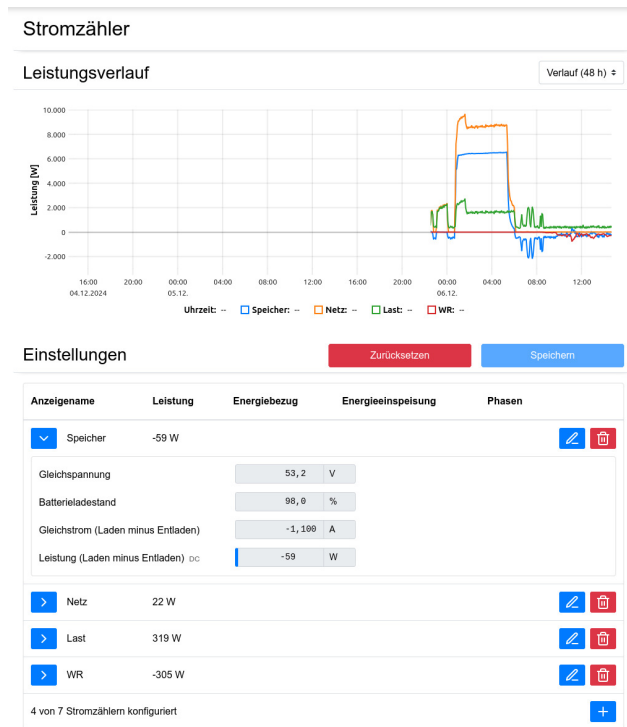 Stromzähler
Leistungsverlauf
Verlauf (48 h)
10.000
8.000
6.000
4.000
2.000
0
-2.000
Leistung [W]
16:00 20:00 00:00 04:00 08:00 12:00 16:00 20:00 00:00 04:00 08:00 12:00
04.12.2024 05.12. 06.12.
Uhrzeit: -- Speicher: -- Netz: -- Last: -- WR: --
Einstellungen
Zurücksetzen
Speichern
Anzeigename Leistung Energiebezug Energieeinspeisung Phasen
Speicher -59 W
Gleichspannung 53,2 V
Batterieladestand 98,0 %
Gleichstrom (Laden minus Entladen) -1,100 A
Leistung (Laden minus Entladen) DC -59 W
Netz 22 W
Last 319 W
WR -305 W
4 von 7 Stromzählern konfiguriert